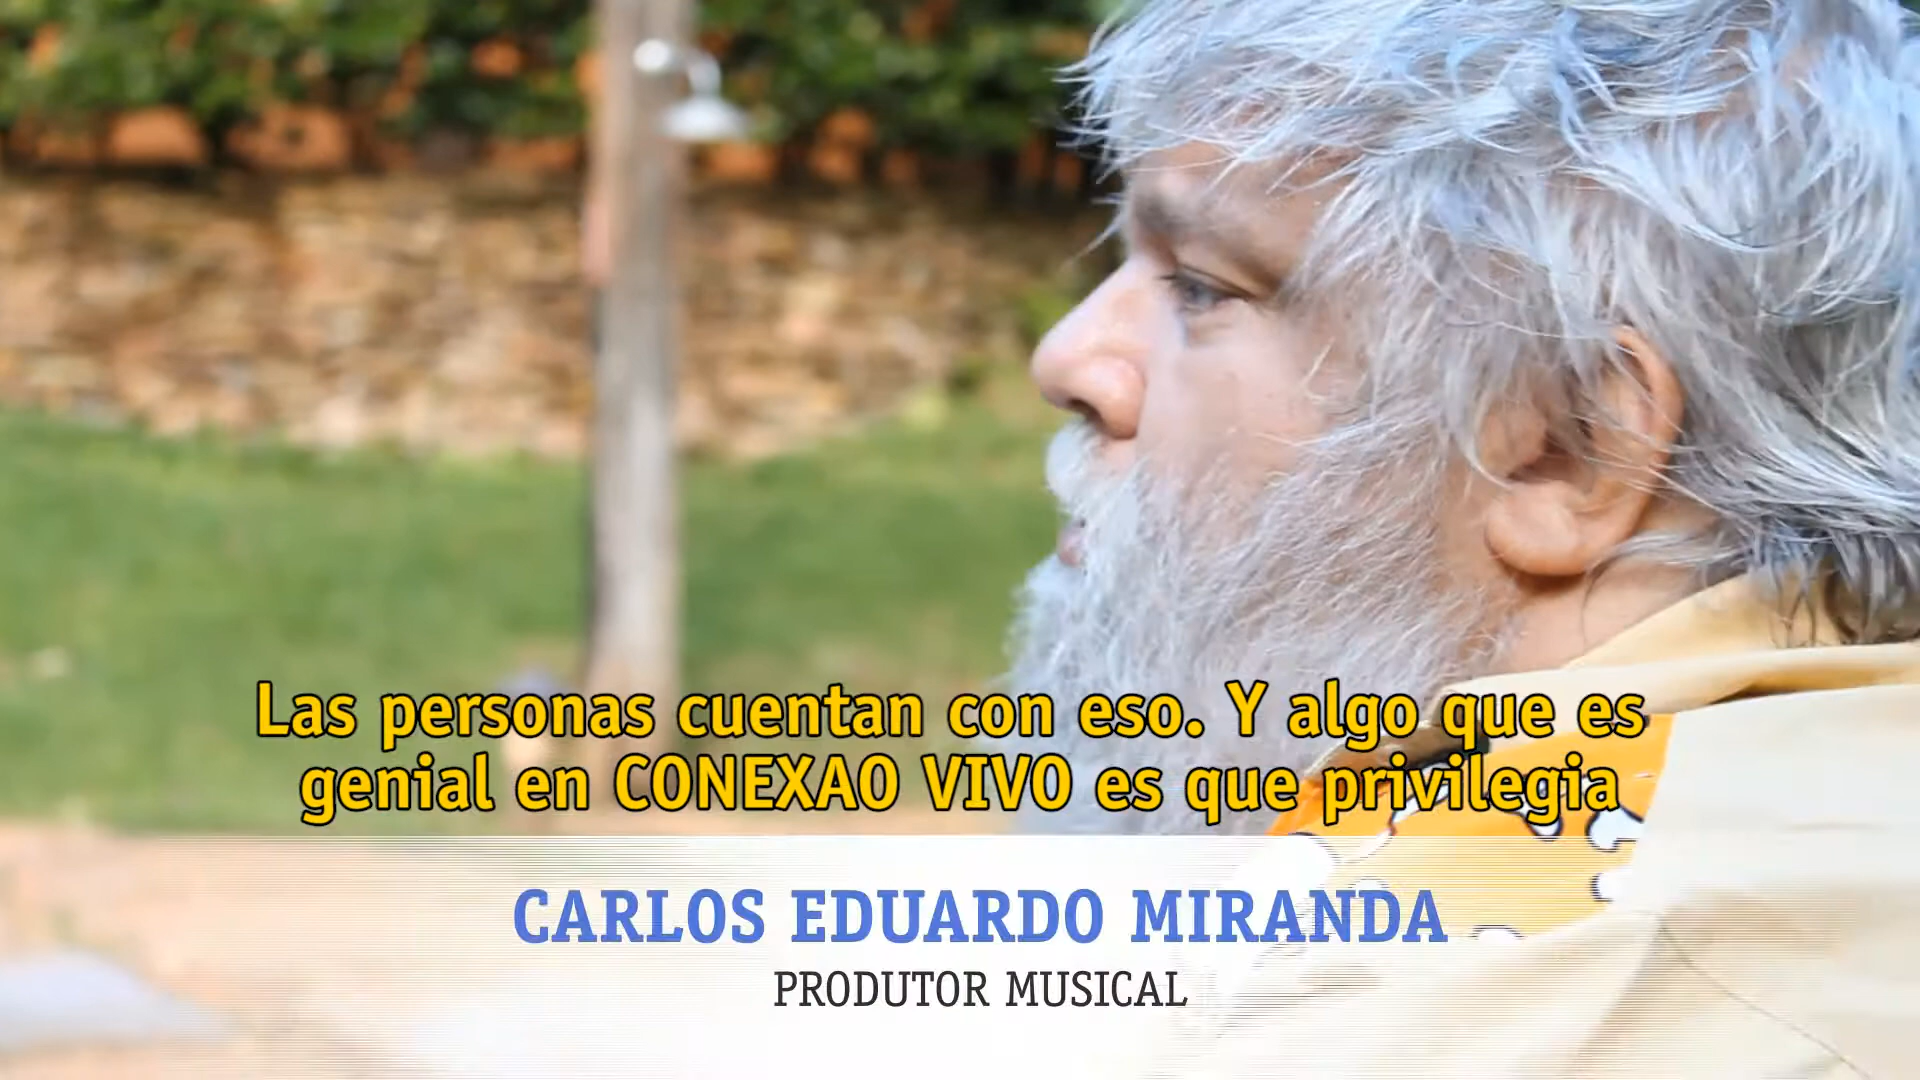 Las personas cuentan con eso. Y algo que es
genial en CONEXAO VIVO es que privilegia
CARLOS EDUARDO MIRANDA
PRODUTOR MUSICAL